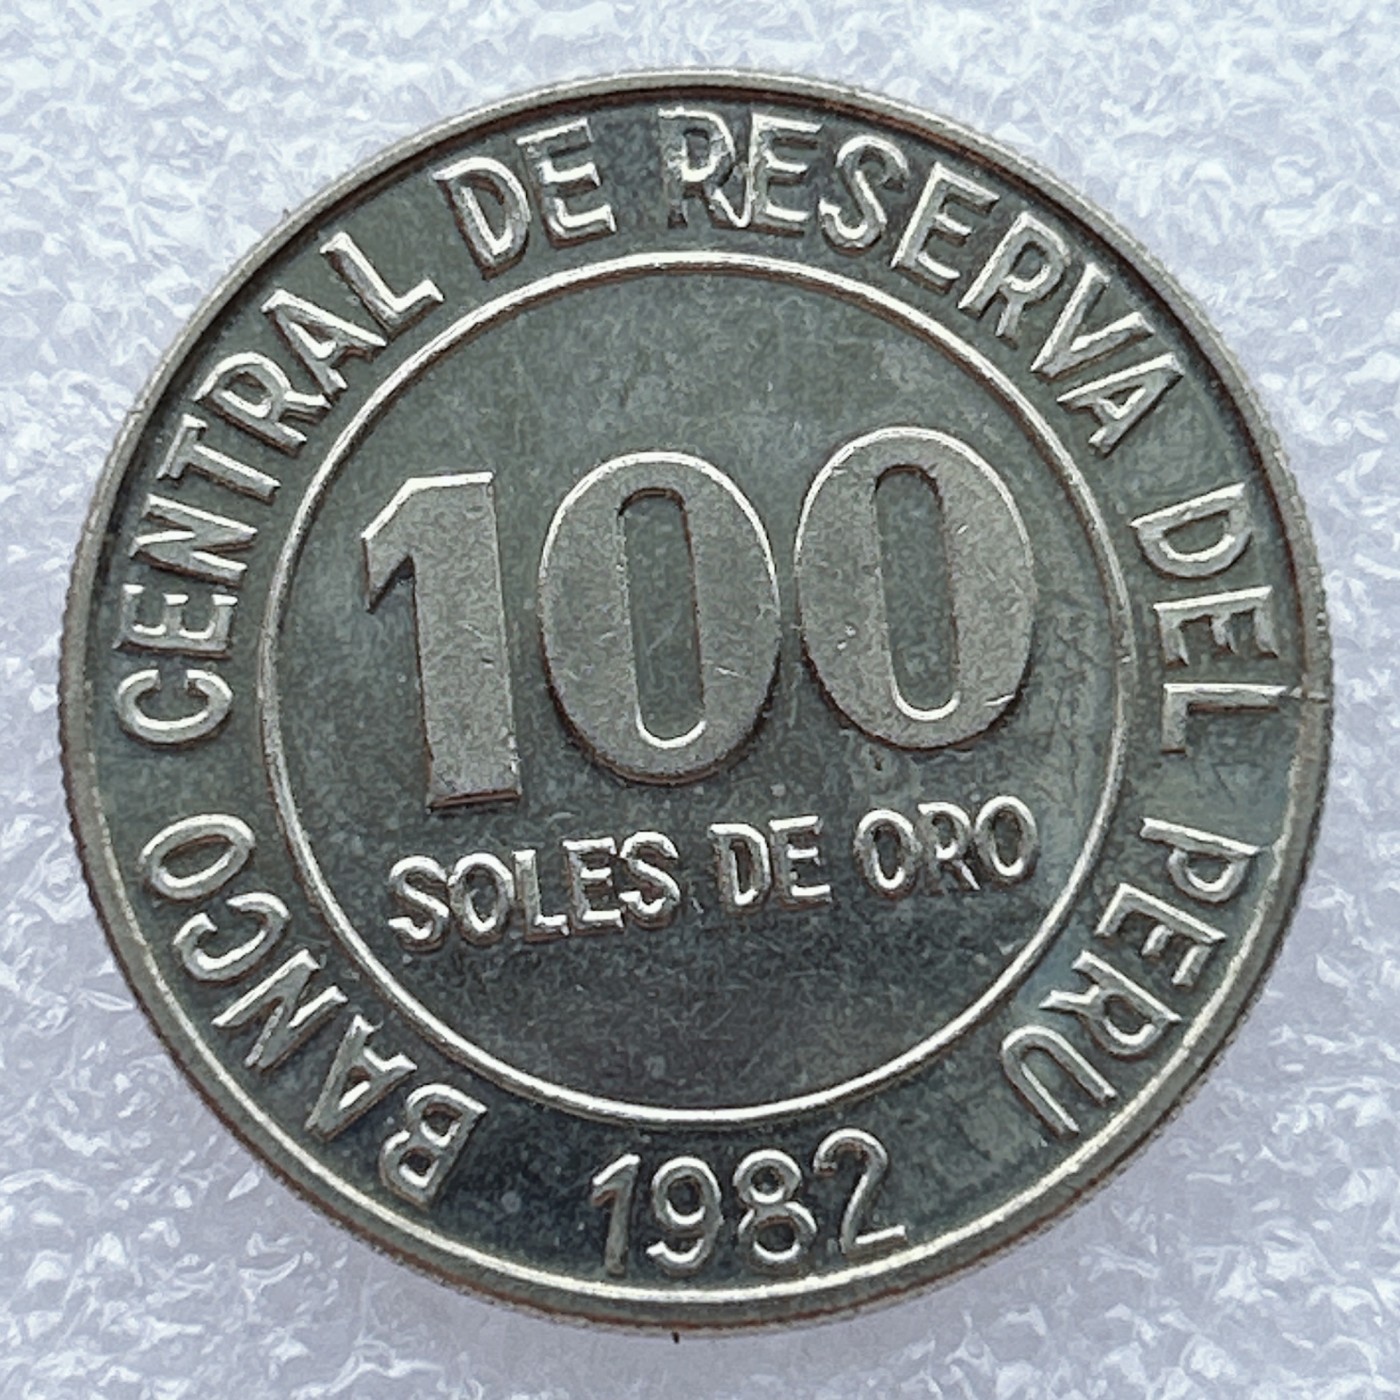 BANCO CENTRAL DE RESERVA DEL PERU
100
SOLES DE ORO
1982